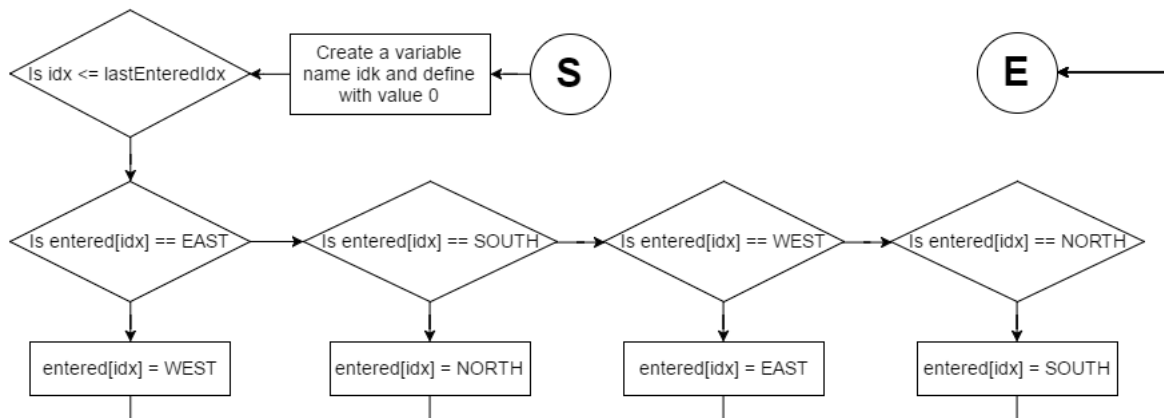 Is idx <= lastEnteredIdx
Create a variable
name idk and define
with value 0
S
E
Is entered[idx] == EAST
Is entered[idx] == SOUTH
Is entered[idx] == WEST
Is entered[idx] == NORTH
entered[idx] = WEST
entered[idx] = NORTH
entered[idx] = EAST
entered[idx] = SOUTH